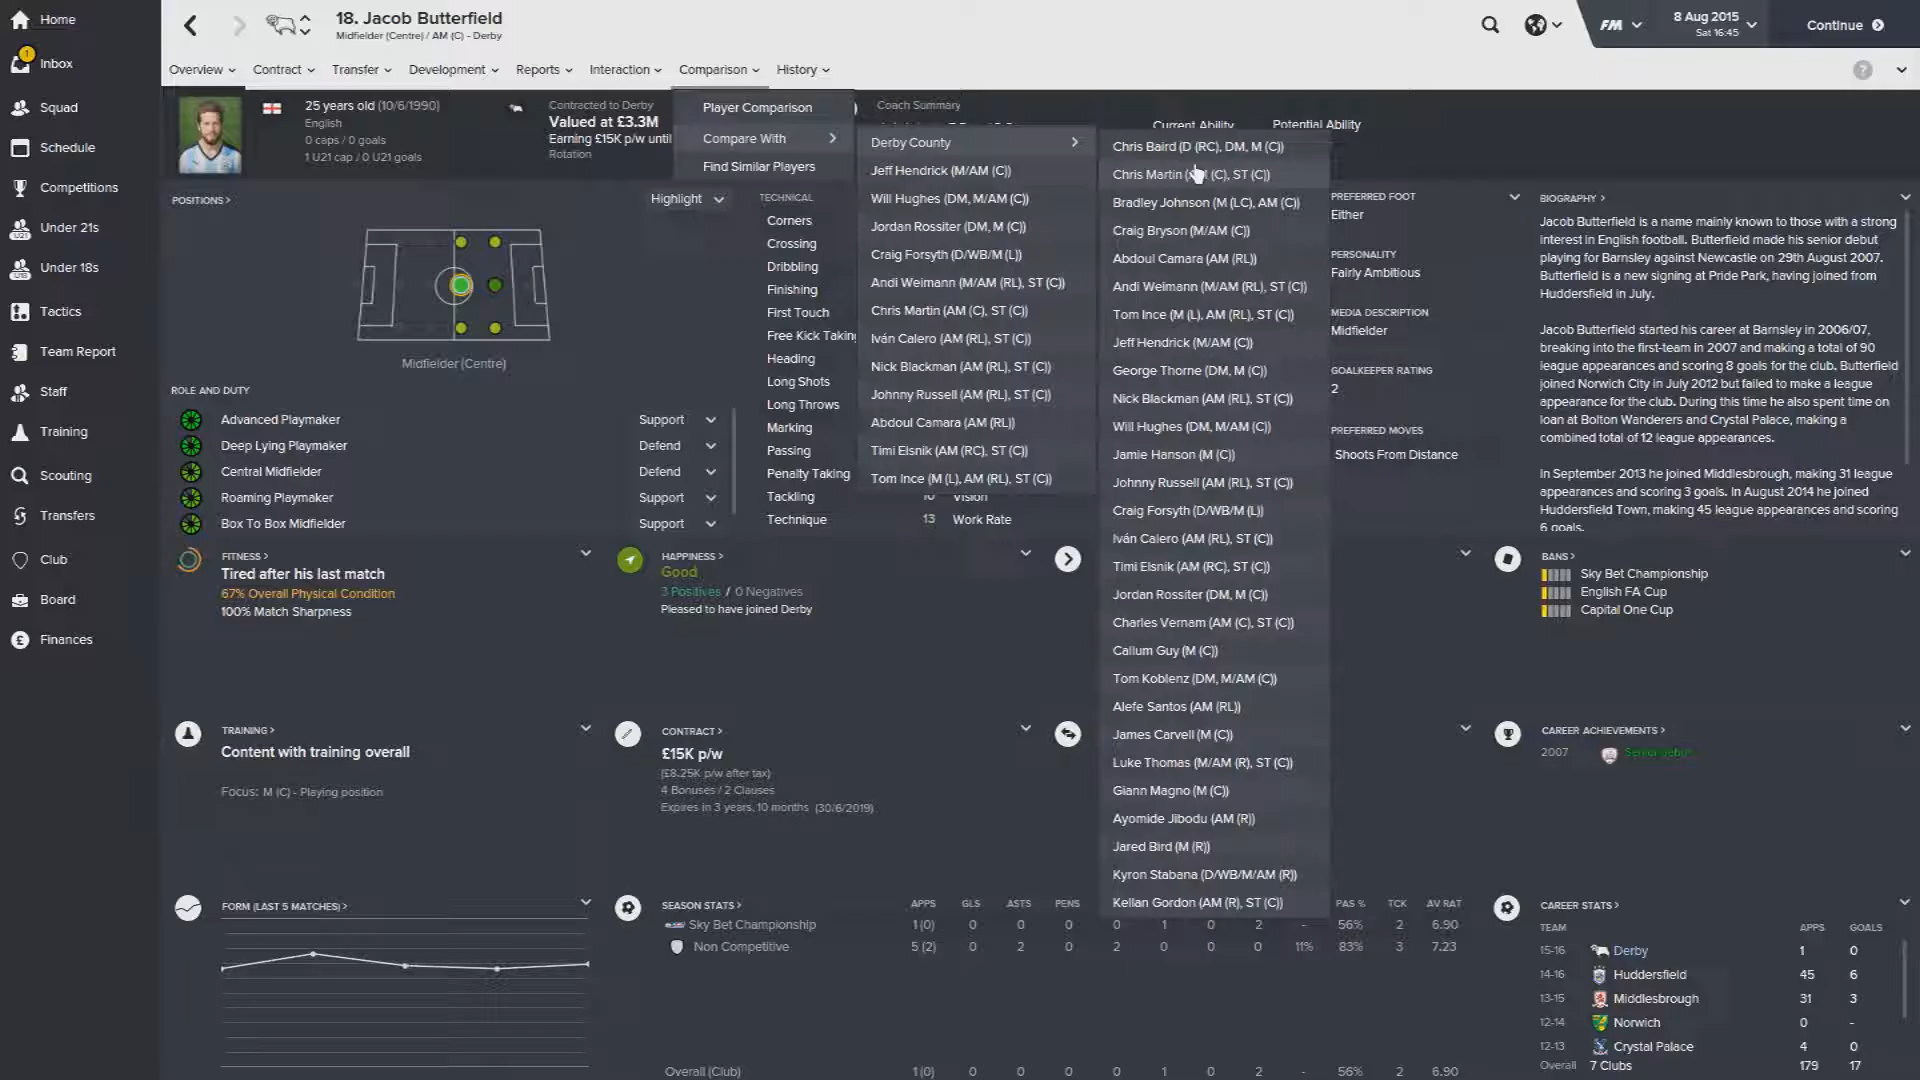 Home
1
Inbox
Squad
Schedule
Competitions
U21
Under 21s
U18
Under 18s
Tactics
Team Report
Staff
Training
Scouting
Transfers
Club
Board
£ Finances
18. Jacob Butterfield
Midfielder (Centre) / AM (C) - Derby
FM
8 Aug 2015
Sat 16:45
Continue
Overview
Contract
Transfer
Development
Reports
Interaction
Comparison
History
?
25 years old (10/6/1990)
English
0 caps / 0 goals
1 U21 cap / 0 U21 goals
Contracted to Derby
Valued at £3.3M
Earning £15K p/w until
Rotation
Player Comparison
Compare With
Find Similar Players
Coach Summary
Current Ability
Potential Ability
Derby County
Jeff Hendrick (M/AM (C))
Will Hughes (DM, M/AM (C))
Jordan Rossiter (DM, M (C))
Craig Forsyth (D/WB/M (L))
Andi Weimann (M/AM (RL), ST (C))
Chris Martin (AM (C), ST (C))
Iván Calero (AM (RL), ST (C))
Nick Blackman (AM (RL), ST (C))
Johnny Russell (AM (RL), ST (C))
Abdoul Camara (AM (RL))
Timi Elsnik (AM (RC), ST (C))
Tom Ince (M (L), AM (RL), ST (C))
Chris Baird (D (RC), DM, M (C))
Chris Martin (C), ST (C))
Bradley Johnson (M (LC), AM (C))
Craig Bryson (M/AM (C))
Abdoul Camara (AM (RL))
Andi Weimann (M/AM (RL), ST (C))
Tom Ince (M (L), AM (RL), ST (C))
Jeff Hendrick (M/AM (C))
George Thorne (DM, M (C))
Nick Blackman (AM (RL), ST (C))
Will Hughes (DM, M/AM (C))
Jamie Hanson (M (C))
Johnny Russell (AM (RL), ST (C))
Craig Forsyth (D/WB/M (L))
Iván Calero (AM (RL), ST (C))
Timi Elsnik (AM (RC), ST (C))
Jordan Rossiter (DM, M (C))
Charles Vernam (AM (C), ST (C))
Callum Guy (M (C))
Tom Koblenz (DM, M/AM (C))
Alefe Santos (AM (RL))
James Carvell (M (C))
Luke Thomas (M/AM (R), ST (C))
Giann Magno (M (C))
Ayomide Jibodu (AM (R))
Jared Bird (M (R))
Kyron Stabana (D/WB/M/AM (R))
Kellan Gordon (AM (R), ST (C))
POSITIONS >
Highlight
Midfielder (Centre)
ROLE AND DUTY
Advanced Playmaker Support
Deep Lying Playmaker Defend
Central Midfielder Defend
Roaming Playmaker Support
Box To Box Midfielder Support
TECHNICAL
Corners
Crossing
Dribbling
Finishing
First Touch
Free Kick Taking
Heading
Long Shots
Long Throws
Marking
Passing
Penalty Taking
Tackling Vision
Technique 13 Work Rate
PREFERRED FOOT
Either
PERSONALITY
Fairly Ambitious
MEDIA DESCRIPTION
Midfielder
GOALKEEPER RATING
2
PREFERRED MOVES
Shoots From Distance
BIOGRAPHY >
Jacob Butterfield is a name mainly known to those with a strong
interest in English football. Butterfield made his senior debut
playing for Barnsley against Newcastle on 29th August 2007.
Butterfield is a new signing at Pride Park, having joined from
Huddersfield in July.
Jacob Butterfield started his career at Barnsley in 2006/07,
breaking into the first-team in 2007 and making a total of 90
league appearances and scoring 8 goals for the club. Butterfield
joined Norwich City in July 2012 but failed to make a league
appearance for the club. During this time he also spent time on
loan at Bolton Wanderers and Crystal Palace, making a
combined total of 12 league appearances.
In September 2013 he joined Middlesbrough, making 31 league
appearances and scoring 3 goals. In August 2014 he joined
Huddersfield Town, making 45 league appearances and scoring
6 goals.
FITNESS >
Tired after his last match
67% Overall Physical Condition
100% Match Sharpness
HAPPINESS >
Good
3 Positives / 0 Negatives
Pleased to have joined Derby
BANS >
Sky Bet Championship
English FA Cup
Capital One Cup
TRAINING >
Content with training overall
Focus: M (C) - Playing position
CONTRACT >
£15K p/w
(£8.25K p/w after tax)
4 Bonuses / 2 Clauses
Expires in 3 years, 10 months (30/6/2019)
CAREER ACHIEVEMENTS >
2007 Senior debut
FORM (LAST 5 MATCHES) >
SEASON STATS > APPS GLS ASTS PENS PAS % TCK AV RAT
Sky Bet Championship 1 (0) 0 0 0 0 1 0 2 - 56% 2 6.90
Non Competitive 5 (2) 0 2 0 2 0 0 0 11% 83% 3 7.23
Overall (Club) 1 (0) 0 0 0 0 1 0 2 - 56% 2 6.90
CAREER STATS >
TEAM APPS GOALS
15-16 Derby 1 0
14-16 Huddersfield 45 6
13-15 Middlesbrough 31 3
12-14 Norwich 0 -
12-13 Crystal Palace 4 0
Overall 7 Clubs 179 17